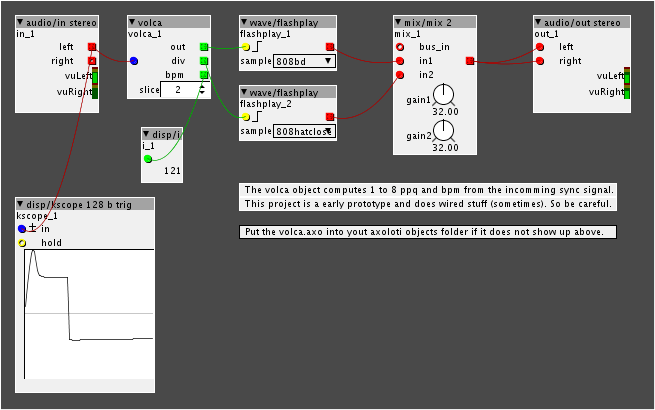 audio/in stereo
in_1
left
right
vuLeft
vuRight
volca
volca_1
out
div
bpm
slice 2
wave/flashplay
flashplay_1
sample 808bd
wave/flashplay
flashplay_2
sample 808hatclose
mix/mix 2
mix_1
bus_in
in1
in2
gain1
32.00
gain2
32.00
audio/out stereo
out_1
left
right
vuLeft
vuRight
disp/i
i_1
121
disp/kscope 128 b trig
kscope_1
in
hold
The volca object computes 1 to 8 ppq and bpm from the incomming sync signal.
This project is a early prototype and does wired stuff (sometimes). So be careful.
Put the volca.axo into yout axoloti objects folder if it does not show up above.